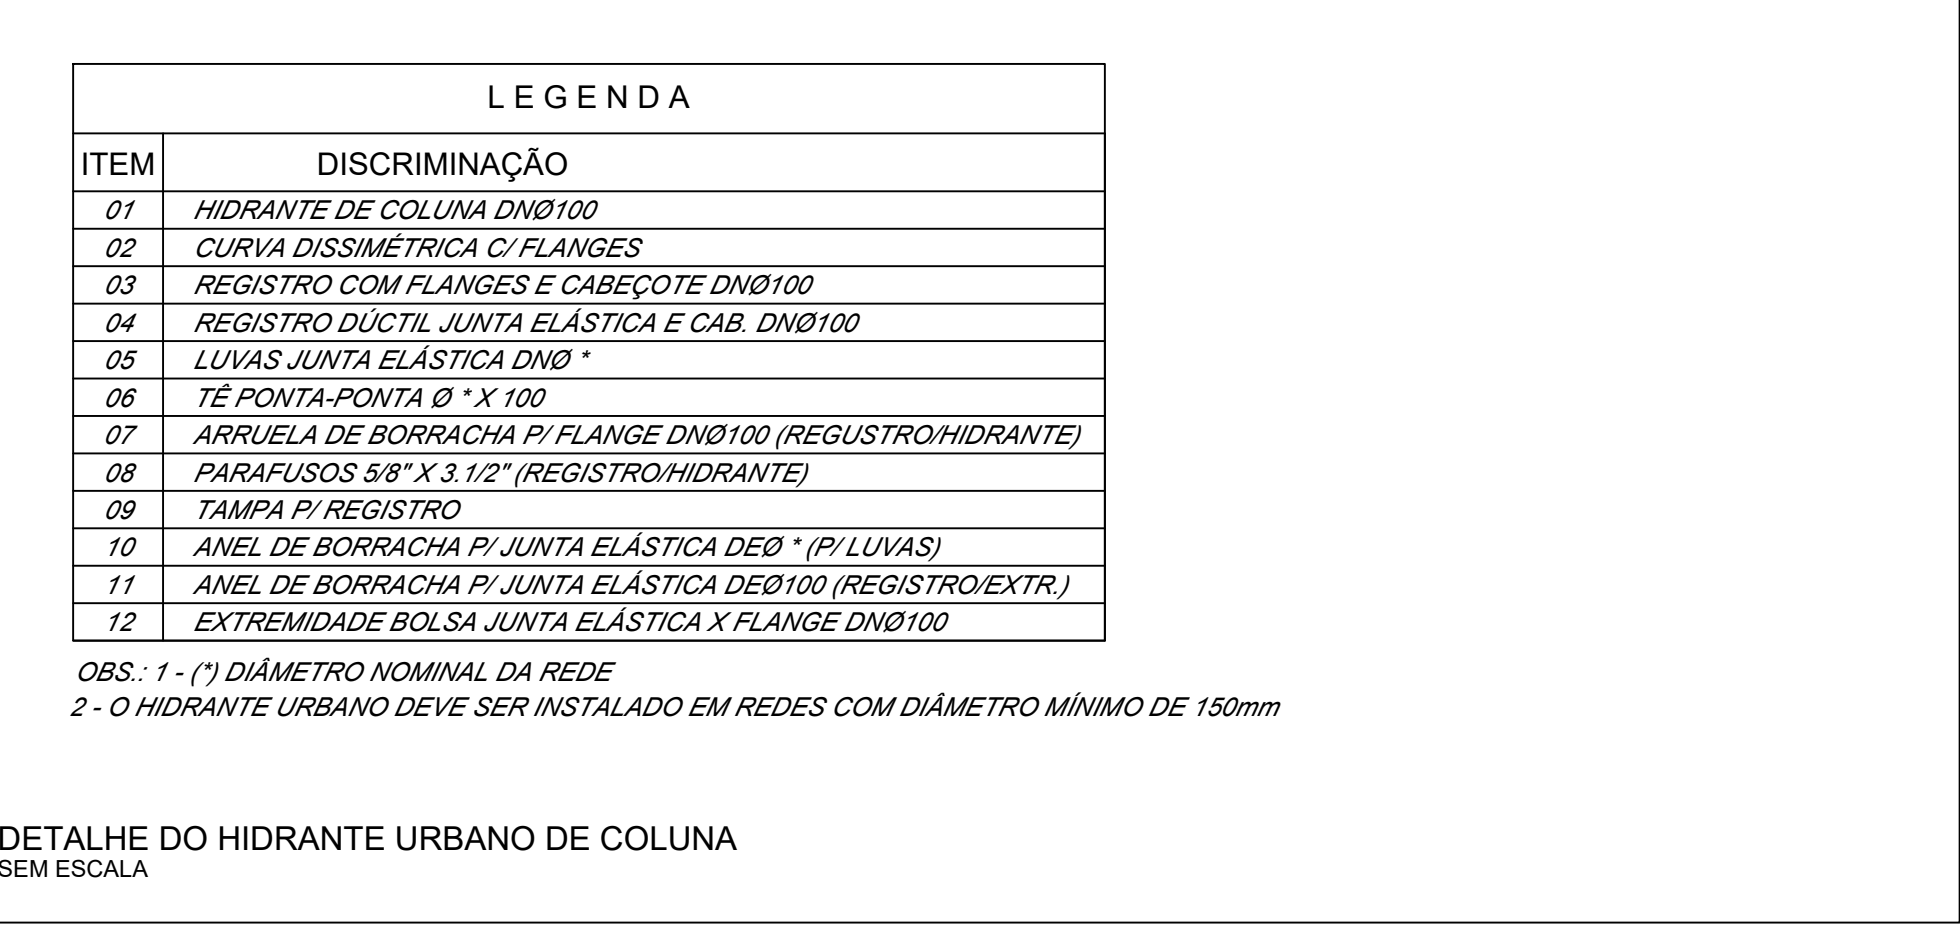 LEGENDA
ITEM DISCRIMINAÇÃO
01 HIDRANTE DE COLUNA DNØ100
02 CURVA DISSIMÉTRICA C/ FLANGES
03 REGISTRO COM FLANGES E CABEÇOTE DNØ100
04 REGISTRO DÚCTIL JUNTA ELÁSTICA E CAB. DNØ100
05 LUVAS JUNTA ELÁSTICA DNØ *
06 TÊ PONTA-PONTA Ø * X 100
07 ARRUELA DE BORRACHA P/ FLANGE DNØ100 (REGUSTRO/HIDRANTE)
08 PARAFUSOS 5/8" X 3.1/2" (REGISTRO/HIDRANTE)
09 TAMPA P/ REGISTRO
10 ANEL DE BORRACHA P/ JUNTA ELÁSTICA DEØ * (P/ LUVAS)
11 ANEL DE BORRACHA P/ JUNTA ELÁSTICA DEØ100 (REGISTRO/EXTR.)
12 EXTREMIDADE BOLSA JUNTA ELÁSTICA X FLANGE DNØ100
OBS.: 1 - (*) DIÂMETRO NOMINAL DA REDE
2 - O HIDRANTE URBANO DEVE SER INSTALADO EM REDES COM DIÂMETRO MÍNIMO DE 150mm
DETALHE DO HIDRANTE URBANO DE COLUNA
SEM ESCALA